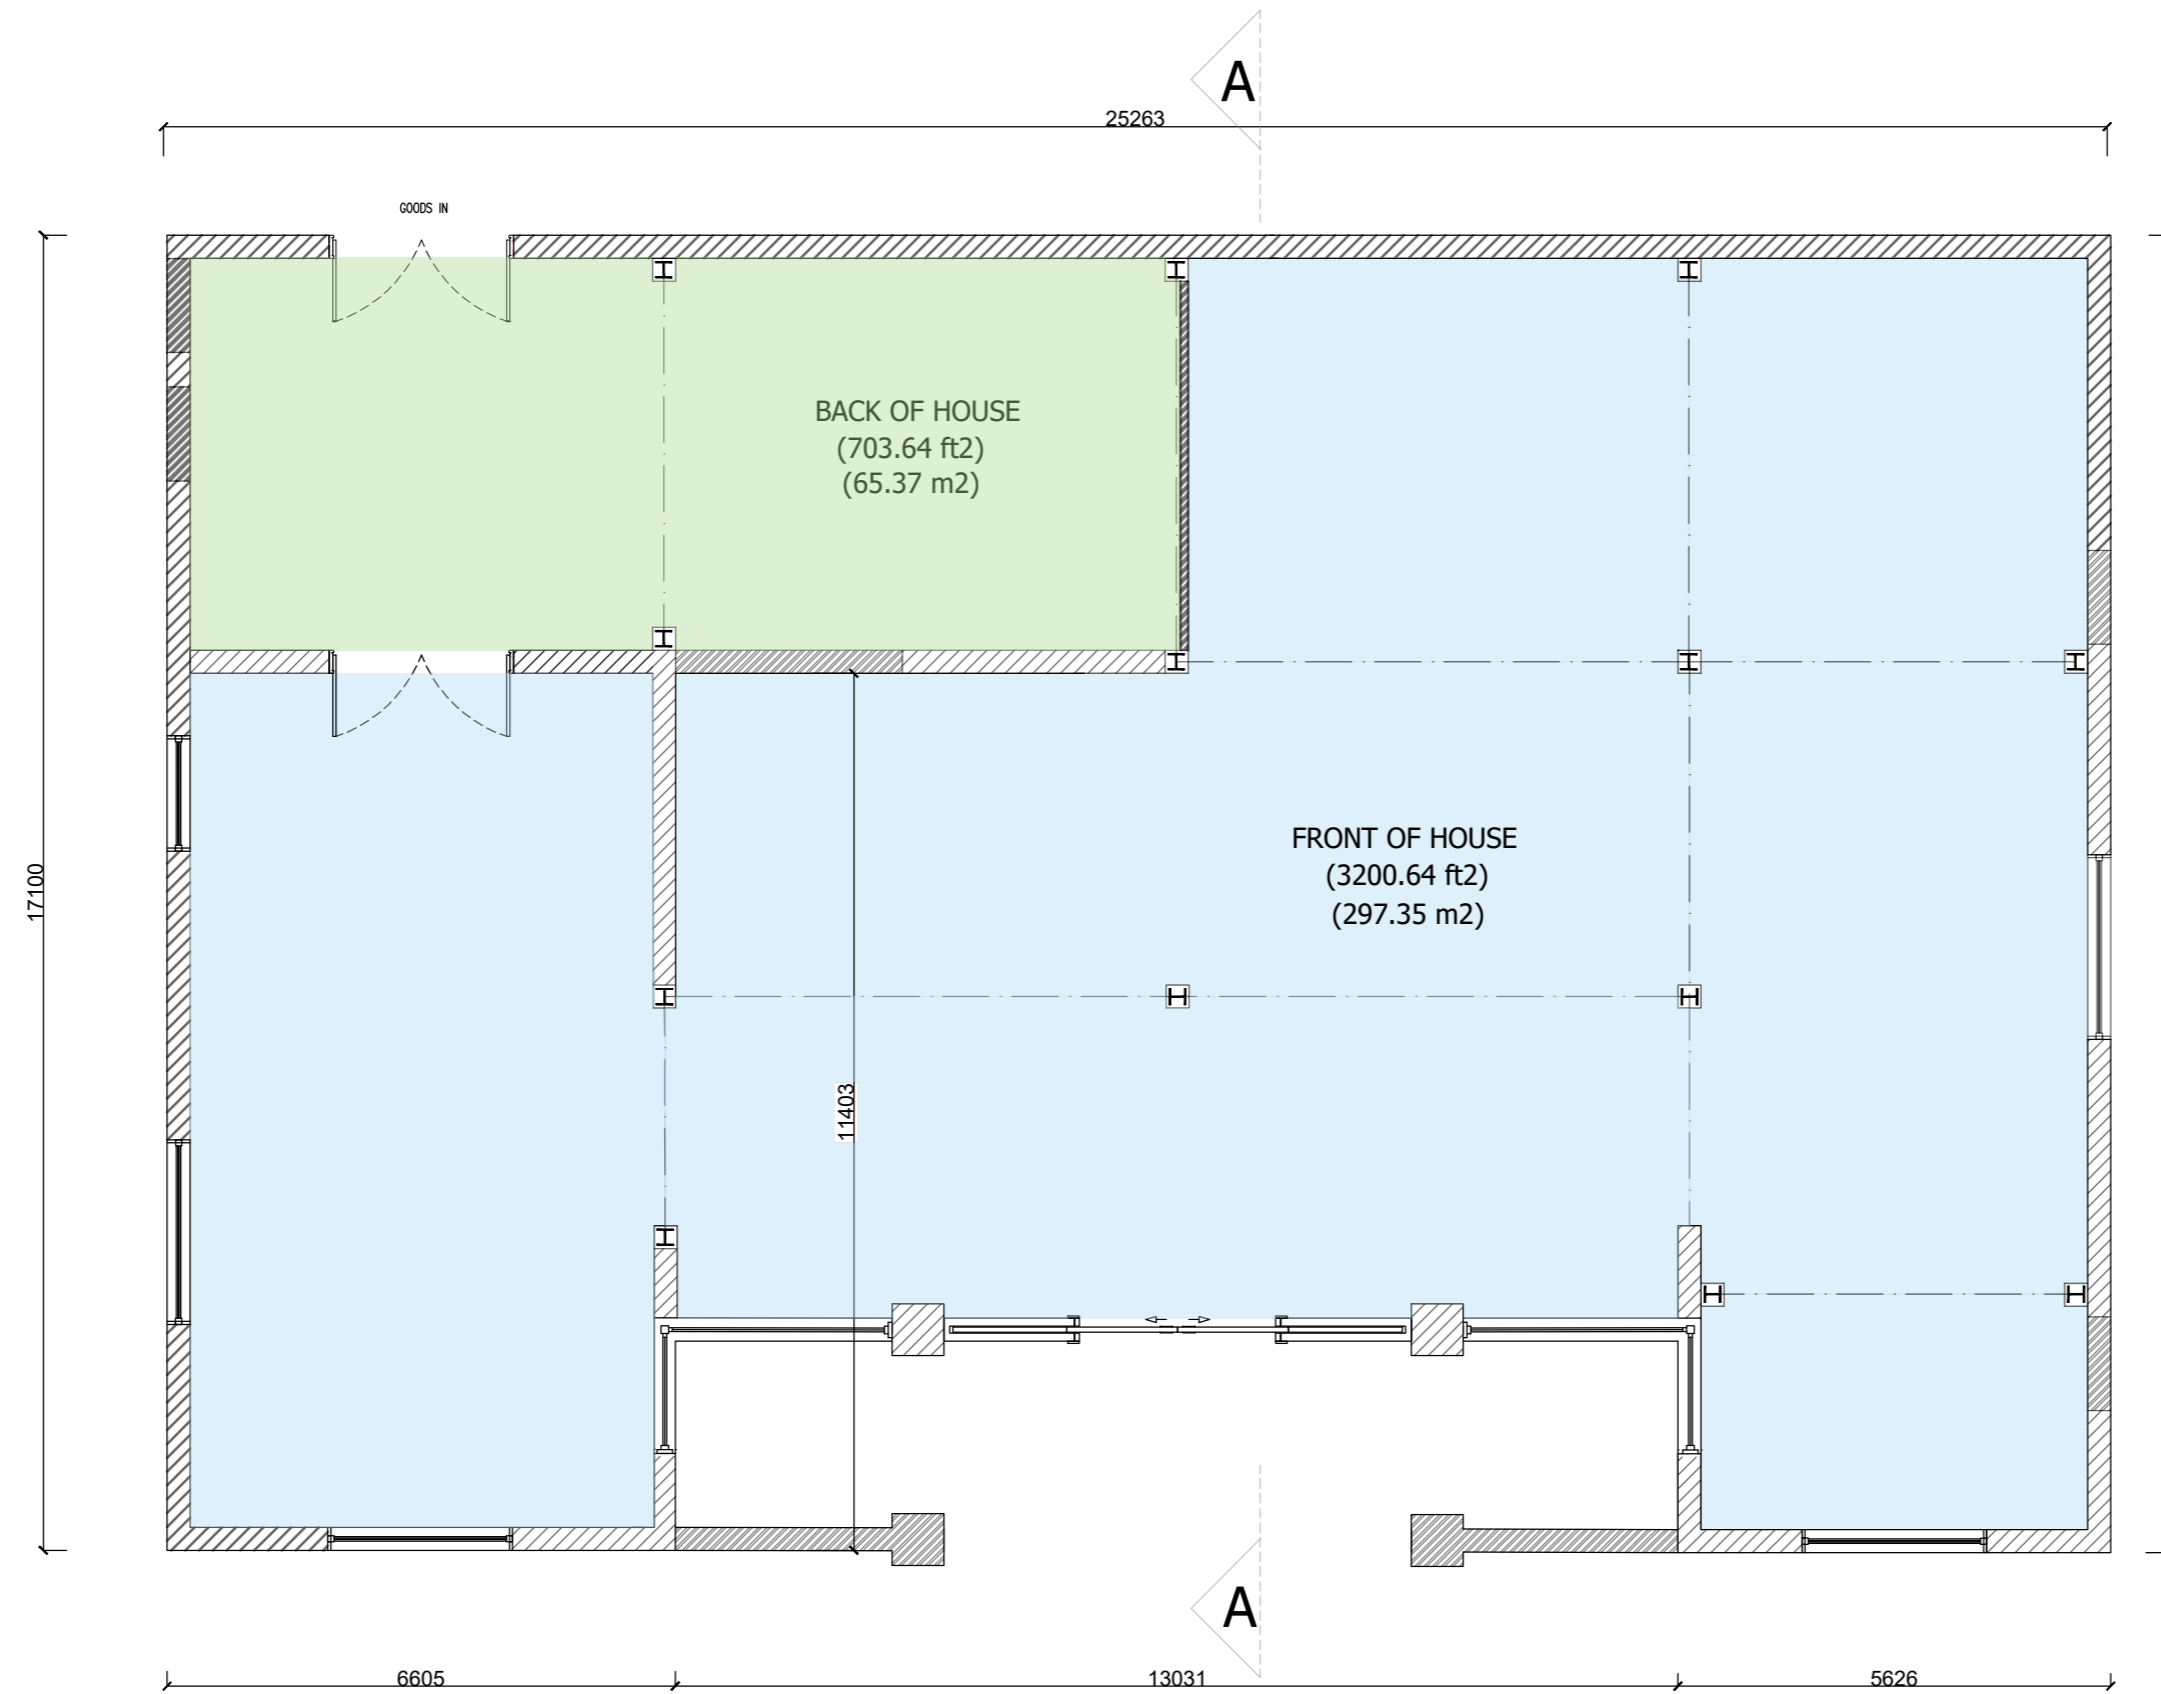 A
25263
GOODS IN
BACK OF HOUSE
(703.64 ft2)
(65.37 m2)
FRONT OF HOUSE
(3200.64 ft2)
(297.35 m2)
17100
11403
A
6605
13031
5626